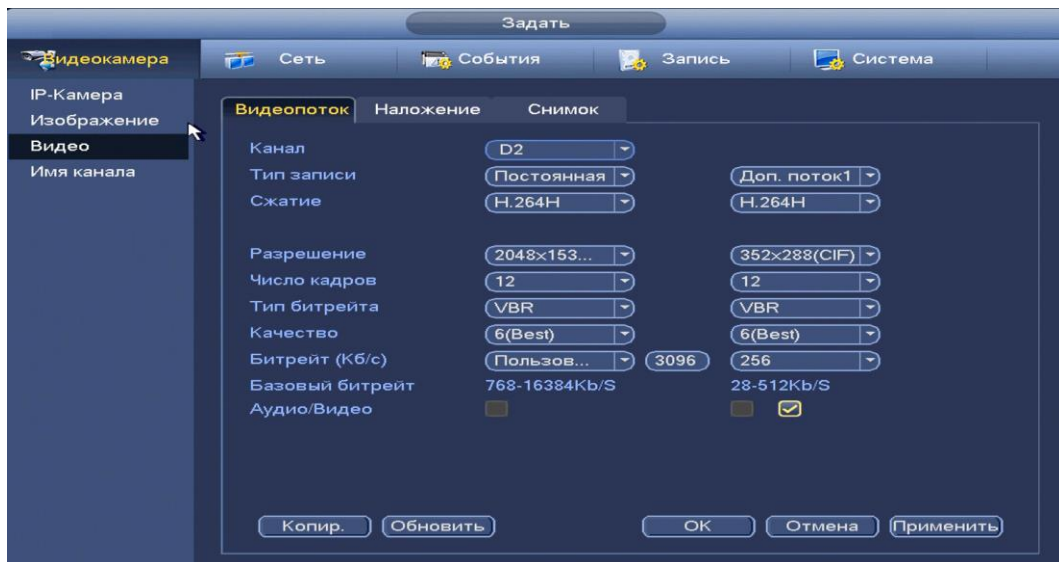 Задать
Видеокамера Сеть События Запись Система
IP-Камера
Изображение
Видео
Имя канала
Видеопоток Наложение Снимок
Канал D2
Тип записи Постоянная Доп. поток1
Сжатие H.264H H.264H
Разрешение 2048x153... 352x288(CIF)
Число кадров 12 12
Тип битрейта VBR VBR
Качество 6(Best) 6(Best)
Битрейт (Кб/с) Пользов... 3096 256
Базовый битрейт 768-16384Kb/S 28-512Kb/S
Аудио/Видео
Копир. Обновить OK Отмена Применить